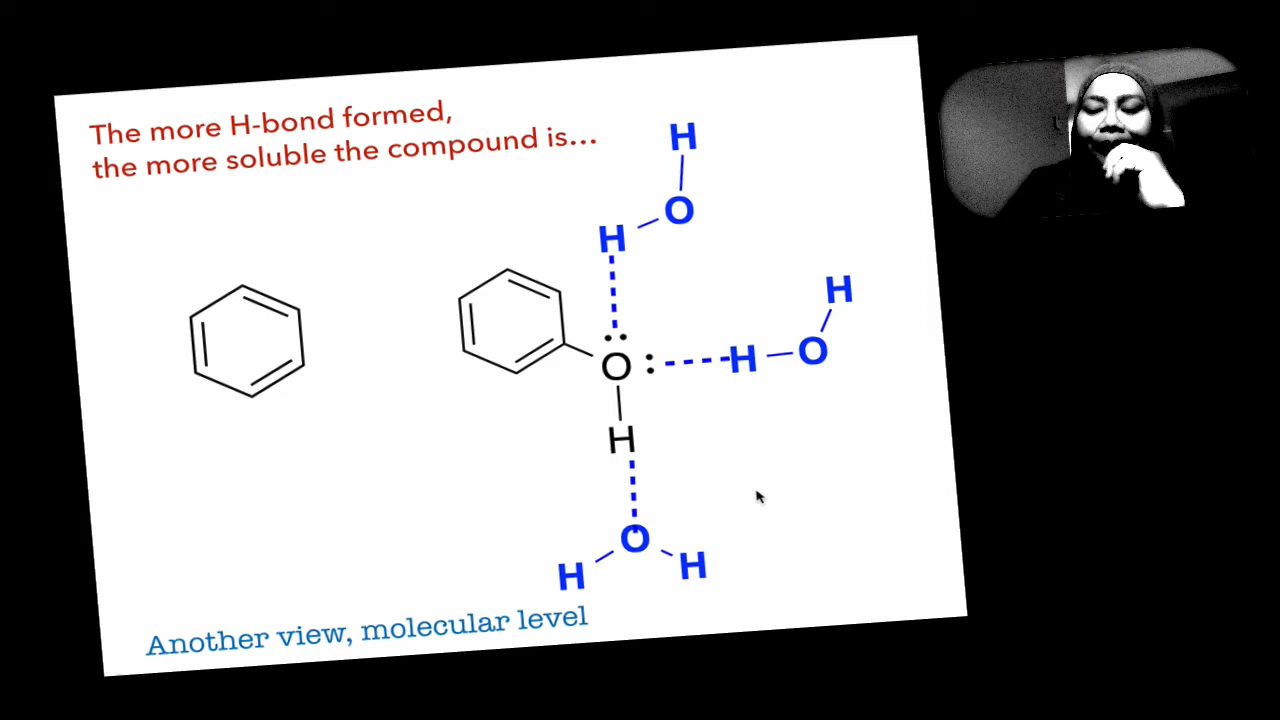 The more H-bond formed,
the more soluble the compound is...
H
O
H
H
O :
H
O
H
H
O
H
H
Another view, molecular level